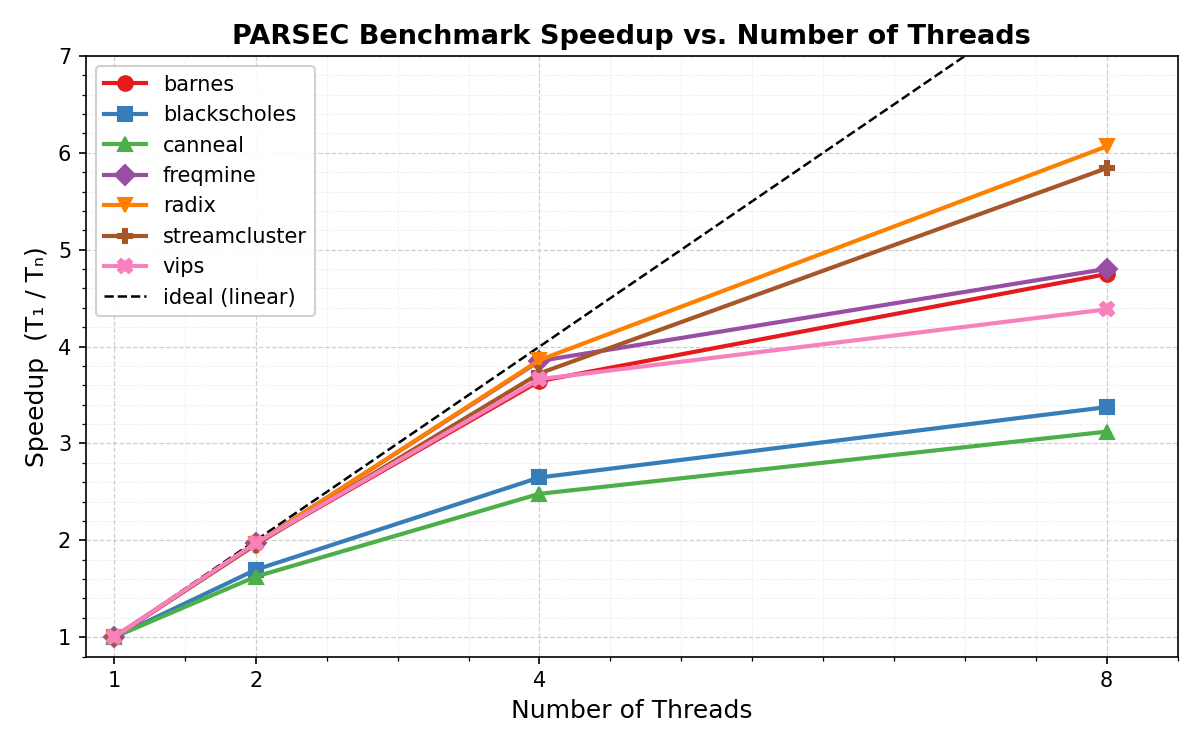 PARSEC Benchmark Speedup vs. Number of Threads
7
6
5
4
3
2
1
Speedup (T₁ / Tₙ)
barnes
blackscholes
canneal
freqmine
radix
streamcluster
vips
ideal (linear)
1 2 4 8
Number of Threads